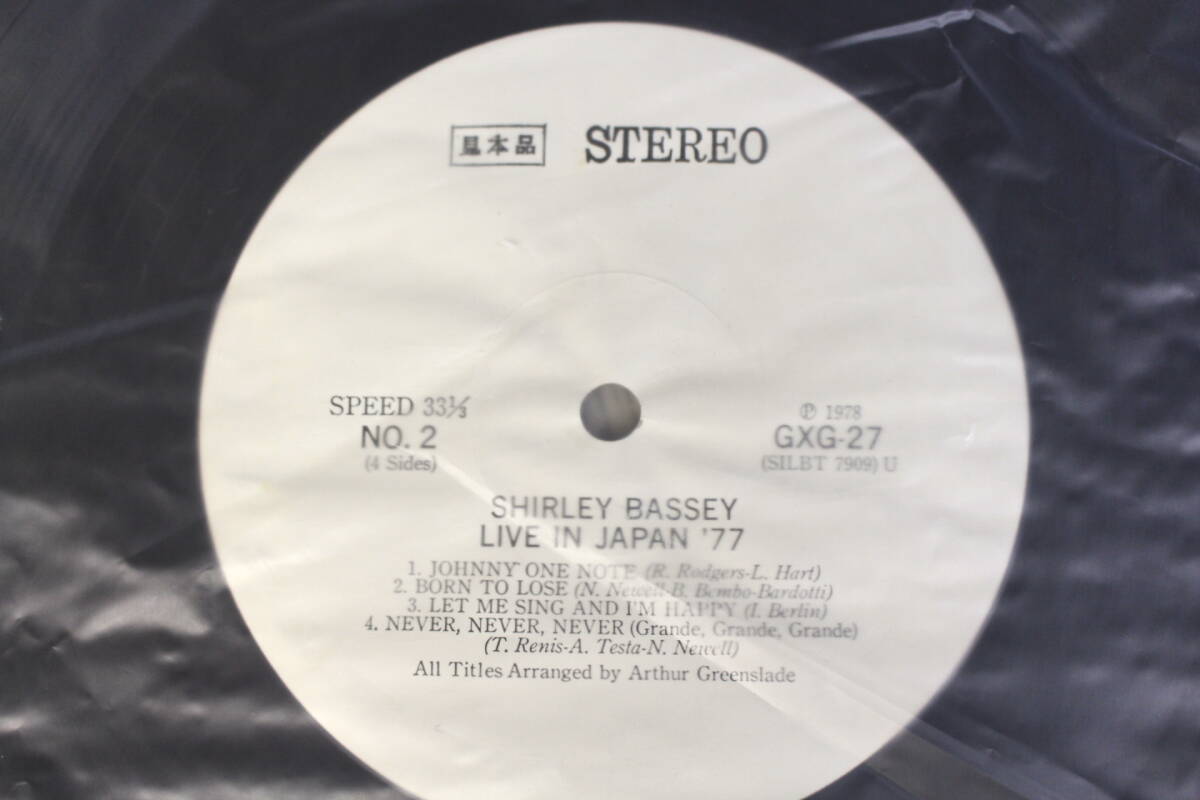 見本品 STEREO
SPEED 33⅓
NO. 2
(4 Sides)
℗ 1978
GXG-27
(SILBT 7909) U
SHIRLEY BASSEY
LIVE IN JAPAN '77
1. JOHNNY ONE NOTE (R. Rodgers-L. Hart)
2. BORN TO LOSE (N. Newell-B. Bembo-Bardotti)
3. LET ME SING AND I'M HAPPY (I. Berlin)
4. NEVER, NEVER, NEVER (Grande, Grande, Grande)
(T. Renis-A. Testa-N. Newell)
All Titles Arranged by Arthur Greenslade